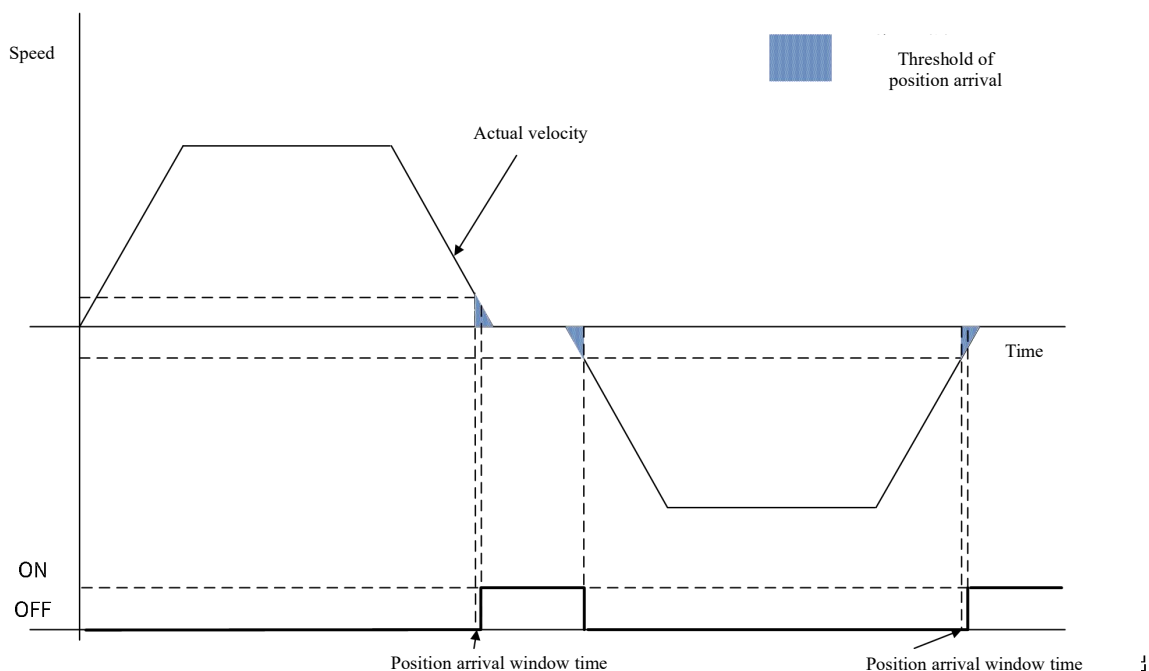 Speed
Threshold of
position arrival
Actual velocity
Time
ON
OFF
Position arrival window time
Position arrival window time